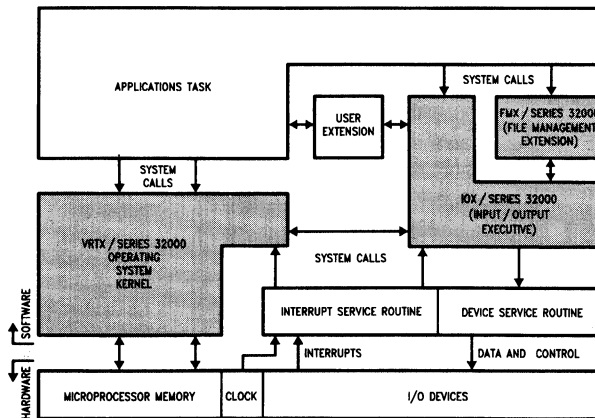 APPLICATIONS TASK
SYSTEM CALLS
USER
EXTENSION
FMX / SERIES 32000
(FILE MANAGEMENT
EXTENSION)
SYSTEM
CALLS
IOX / SERIES 32000
(INPUT / OUTPUT
EXECUTIVE)
VRTX / SERIES 32000
OPERATING
SYSTEM
KERNEL
SYSTEM CALLS
INTERRUPT SERVICE ROUTINE
DEVICE SERVICE ROUTINE
SOFTWARE
HARDWARE
INTERRUPTS
DATA AND CONTROL
MICROPROCESSOR MEMORY
CLOCK
I/O DEVICES